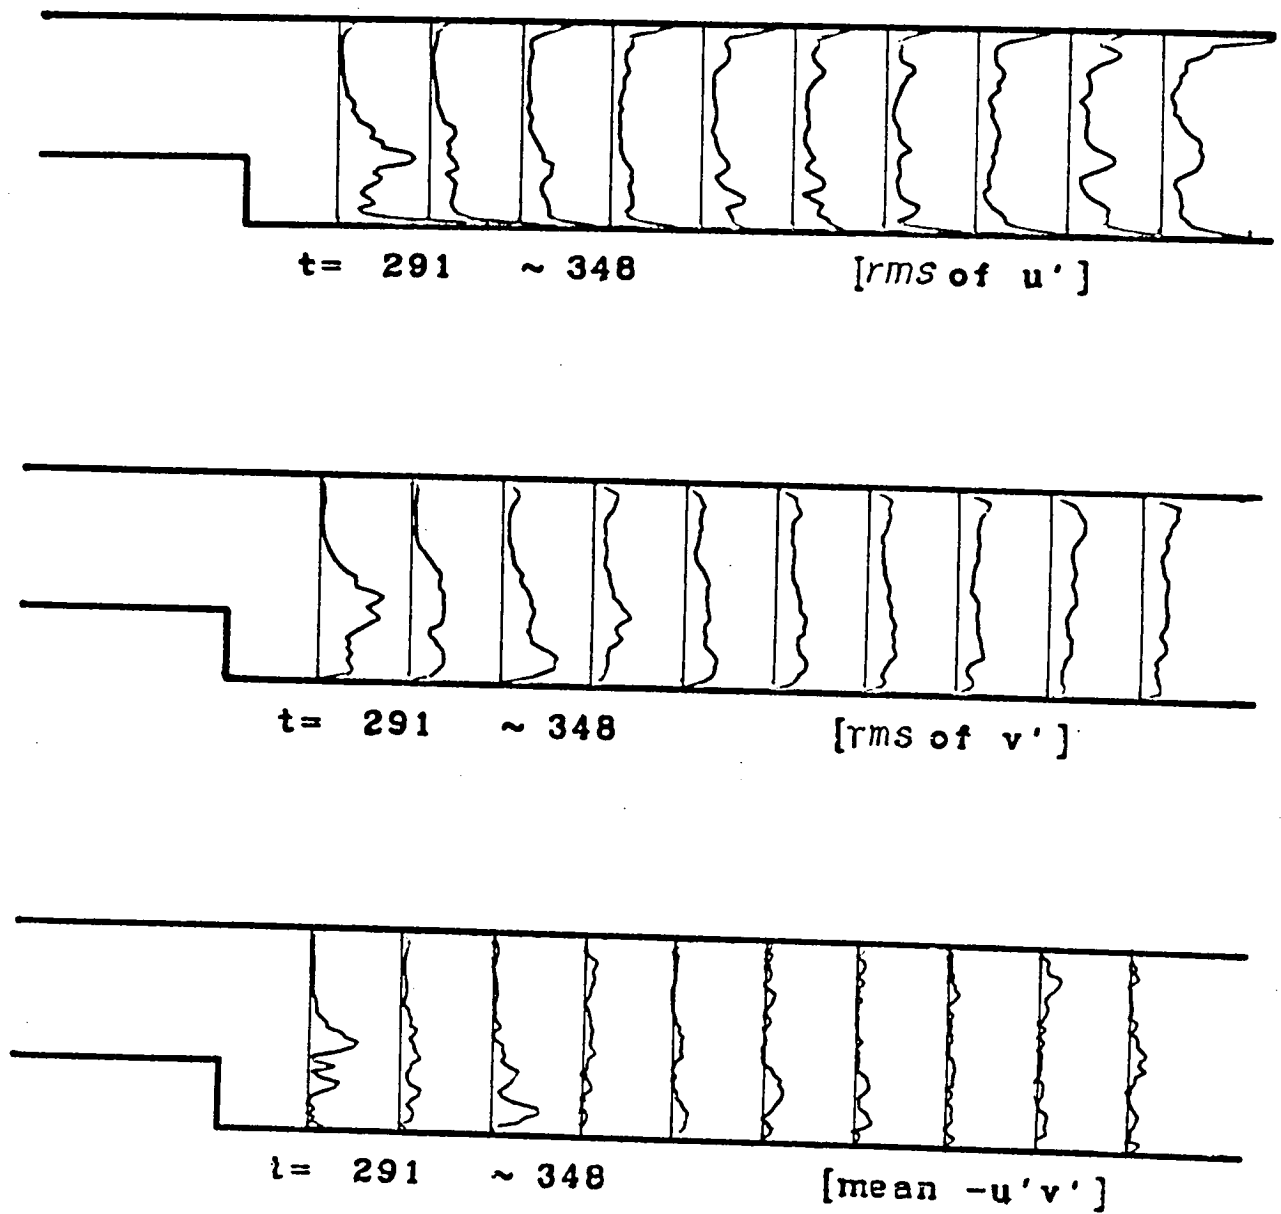 t= 291 ~ 348 [rms of u']
t= 291 ~ 348 [rms of v']
t= 291 ~ 348 [mean -u'v']